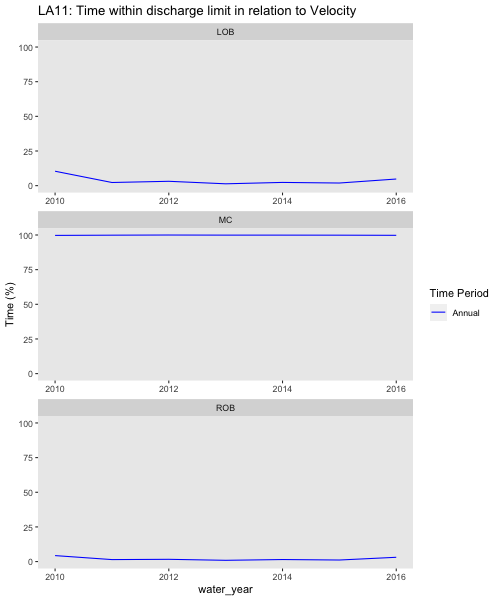 LA11: Time within discharge limit in relation to Velocity
LOB
100
75
50
25
0
2010 2012 2014 2016
MC
100
75
50
25
0
2010 2012 2014 2016
ROB
100
75
50
25
0
2010 2012 2014 2016
water_year
Time (%)
Time Period
Annual